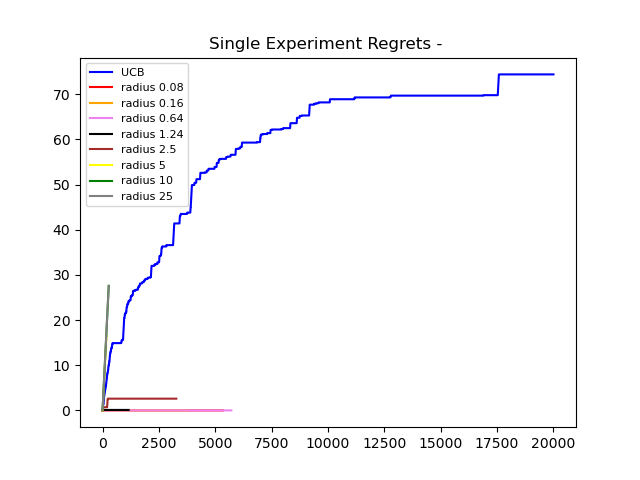 Single Experiment Regrets -
UCB
radius 0.08
radius 0.16
radius 0.64
radius 1.24
radius 2.5
radius 5
radius 10
radius 25
70
60
50
40
30
20
10
0
0 2500 5000 7500 10000 12500 15000 17500 20000